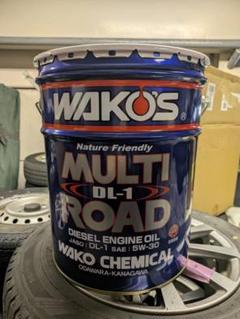 WAKO'S
Nature Friendly
MULTI
DL-1
ROAD
DIESEL ENGINE OIL
JASO: DL-1 SAE: 5W-30
WAKO CHEMICAL
ODAWARA-KANAGAWA